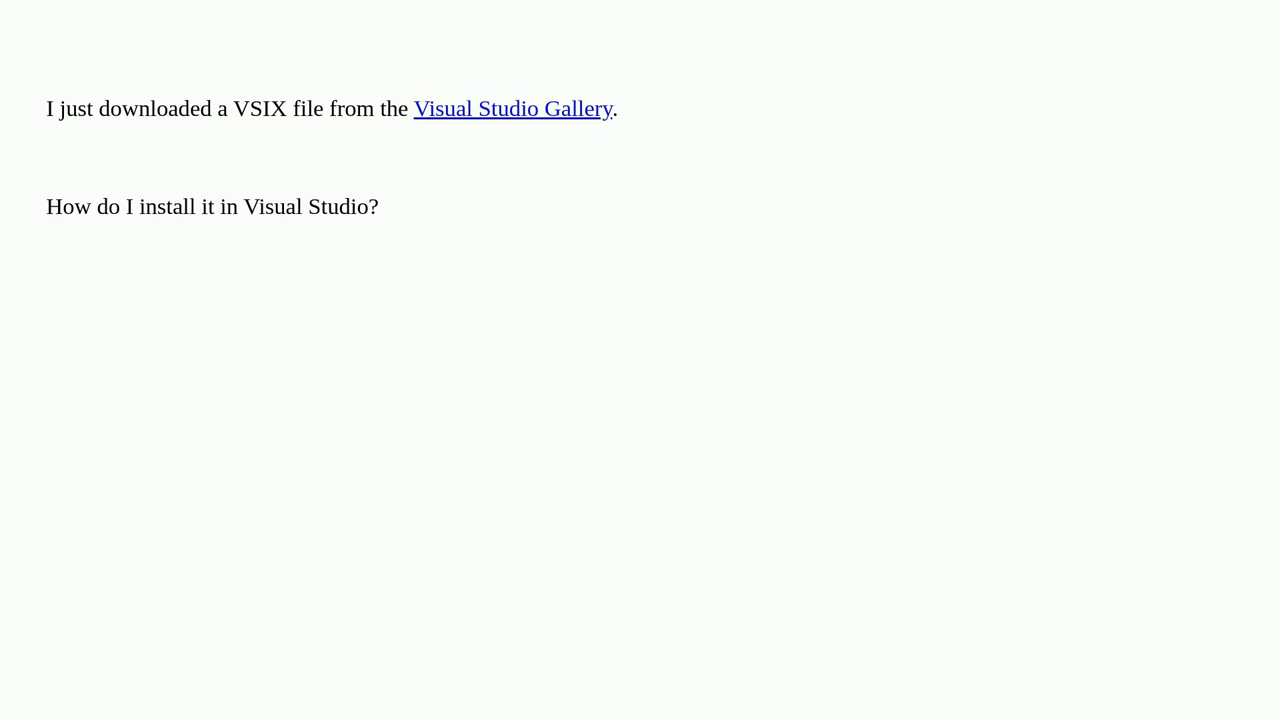 I just downloaded a VSIX file from the Visual Studio Gallery.
How do I install it in Visual Studio?